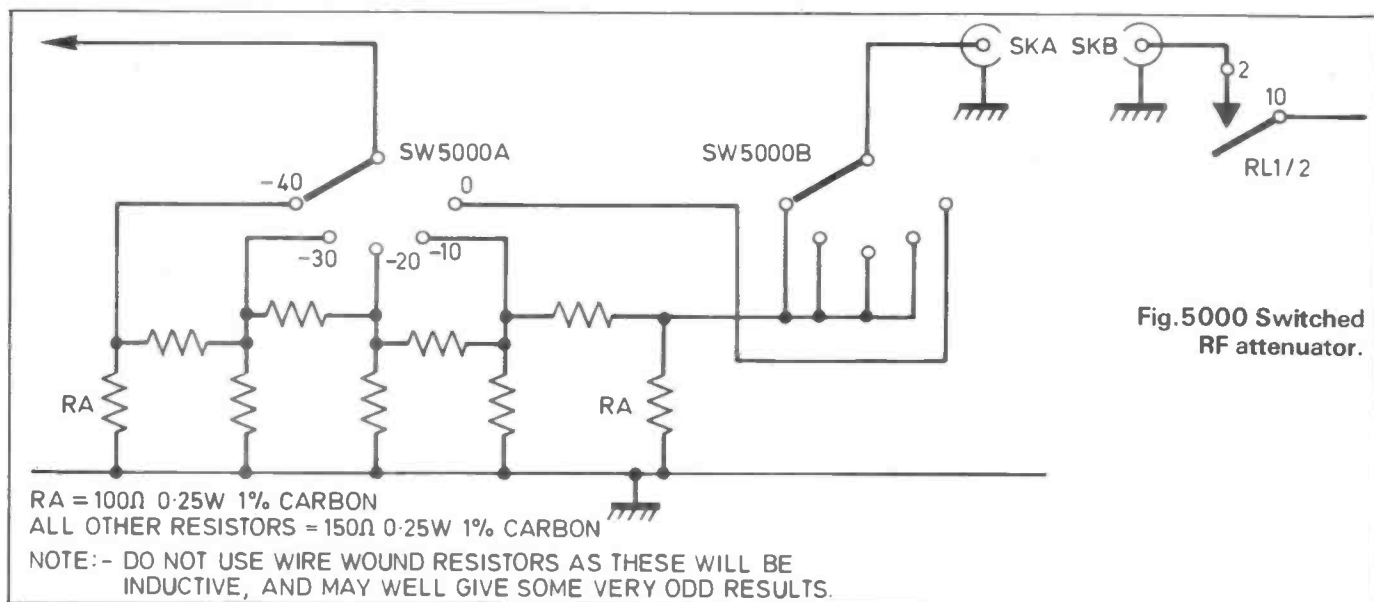 SKA SKB
2
10
RL1/2
SW5000A
SW5000B
-40
0
-30
-20
-10
Fig.5000 Switched
RF attenuator.
RA
RA
RA = 100Ω 0·25W 1% CARBON
ALL OTHER RESISTORS = 150Ω 0·25W 1% CARBON
NOTE:- DO NOT USE WIRE WOUND RESISTORS AS THESE WILL BE
INDUCTIVE, AND MAY WELL GIVE SOME VERY ODD RESULTS.